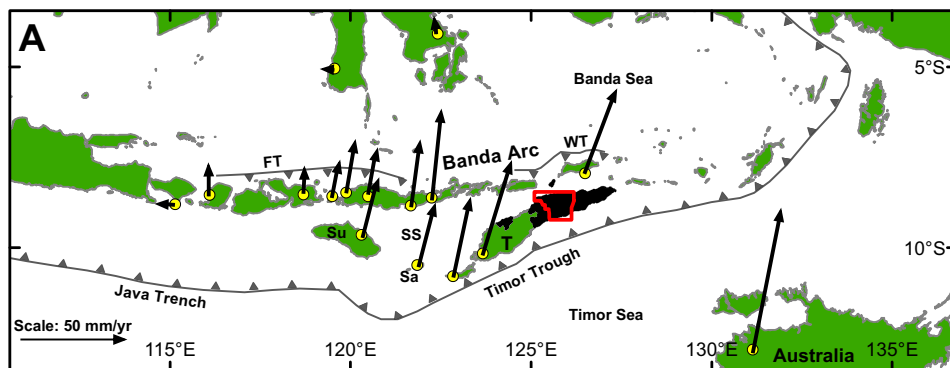 A
5°S
Banda Sea
WT
FT
Banda Arc
Su
SS
T
10°S
Sa
Timor Trough
Java Trench
Timor Sea
Scale: 50 mm/yr
115°E
120°E
125°E
130°E
135°E
Australia